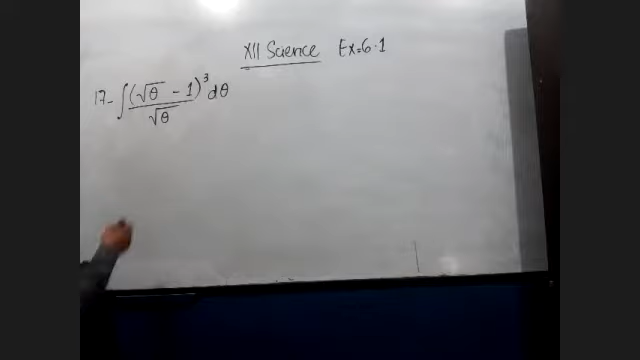 XII Science Ex=6.1
17- ∫ (√θ - 1)³ dθ
√θ